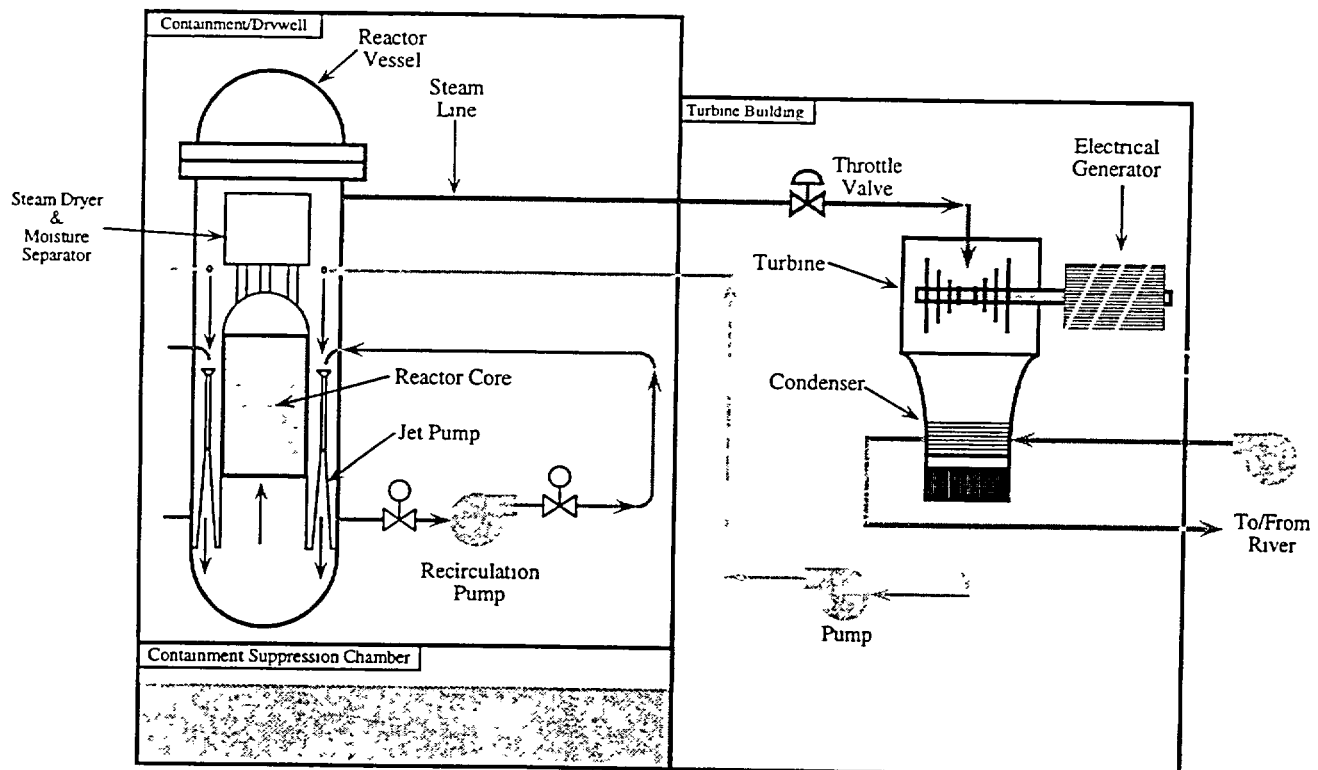 Containment/Drywell
Reactor
Vessel
Steam
Line
Turbine Building
Electrical
Generator
Throttle
Valve
Steam Dryer
&
Moisture
Separator
Turbine
Reactor Core
Condenser
Jet Pump
To/From
River
Recirculation
Pump
Pump
Containment Suppression Chamber